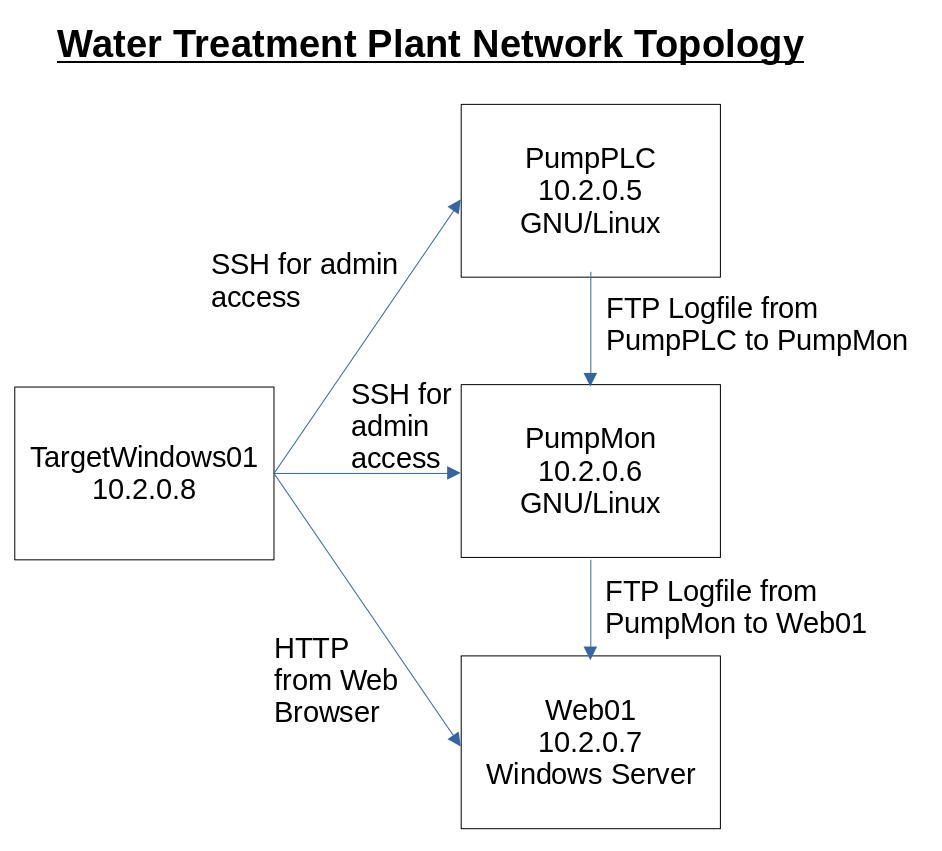 Water Treatment Plant Network Topology
PumpPLC
10.2.0.5
GNU/Linux
SSH for admin
access
FTP Logfile from
PumpPLC to PumpMon
SSH for
admin
access
TargetWindows01
10.2.0.8
PumpMon
10.2.0.6
GNU/Linux
FTP Logfile from
PumpMon to Web01
HTTP
from Web
Browser
Web01
10.2.0.7
Windows Server